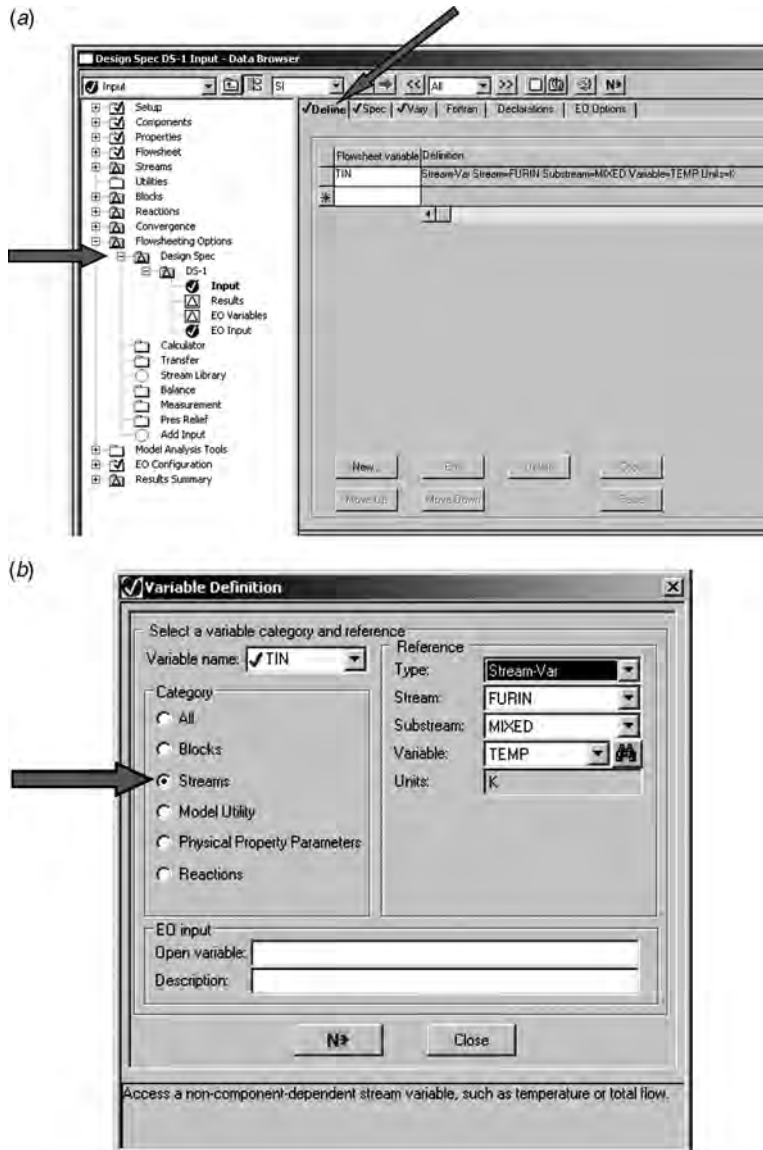 (a)
Design Spec DS-1 Input - Data Browser
Input SI << All >> N
Define Spec Vary Fortran Declarations EO Options
Setup
Components
Properties
Flowsheet
Streams
Utilities
Blocks
Reactions
Convergence
Flowsheeting Options
Design Spec
DS-1
Input
Results
EO Variables
EO Input
Calculator
Transfer
Stream Library
Balance
Measurement
Pres Relief
Add Input
Model Analysis Tools
EO Configuration
Results Summary
Flowsheet variable Definition
TIN Stream-Var Stream=FURIN Substream=MIXED Variable=TEMP Units=K
*
New... Edit Delete Copy
Move Up Move Down Paste
(b)
Variable Definition
Select a variable category and reference
Variable name: TIN
Category
All
Blocks
Streams
Model Utility
Physical Property Parameters
Reactions
Reference
Type: Stream-Var
Stream: FURIN
Substream: MIXED
Variable: TEMP
Units: K
EO input
Open variable:
Description:
N Close
Access a non-component-dependent stream variable, such as temperature or total flow.